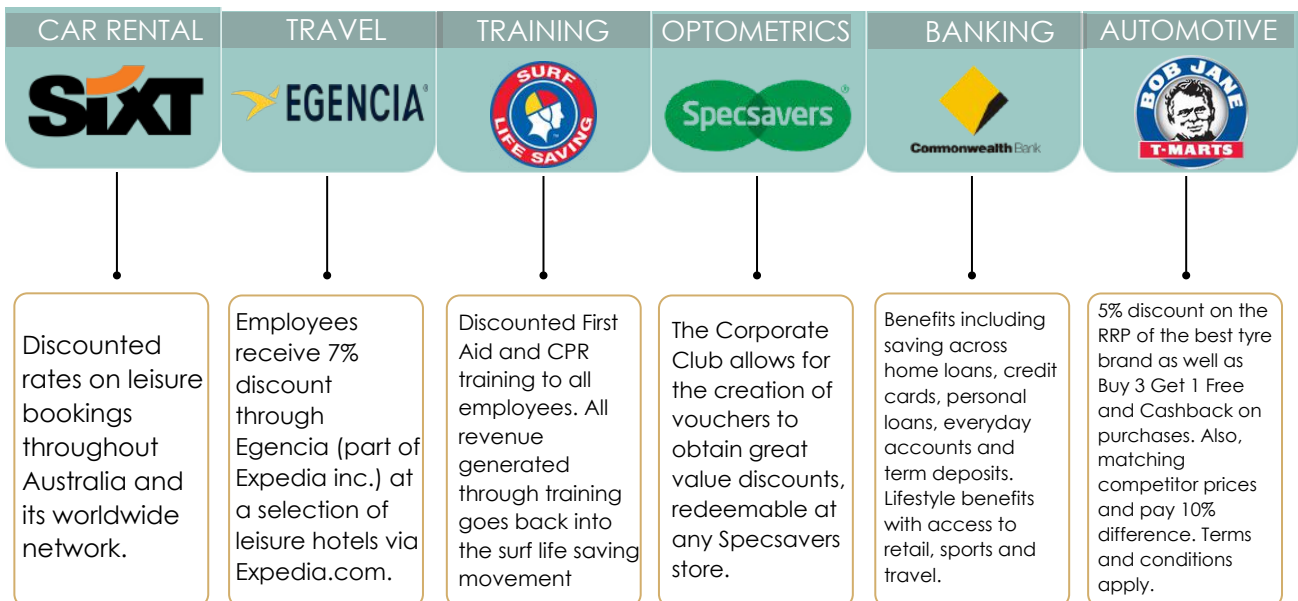 CAR RENTAL
SIXT
Discounted
rates on leisure
bookings
throughout
Australia and
its worldwide
network.
TRAVEL
EGENCIA®
Employees
receive 7%
discount
through
Egencia (part of
Expedia inc.) at
a selection of
leisure hotels via
Expedia.com.
TRAINING
SURF
LIFE SAVING
Discounted First
Aid and CPR
training to all
employees. All
revenue
generated
through training
goes back into
the surf life saving
movement
OPTOMETRICS
Specsavers®
The Corporate
Club allows for
the creation of
vouchers to
obtain great
value discounts,
redeemable at
any Specsavers
store.
BANKING
CommonwealthBank
Benefits including
saving across
home loans, credit
cards, personal
loans, everyday
accounts and
term deposits.
Lifestyle benefits
with access to
retail, sports and
travel.
AUTOMOTIVE
BOB JANE
T-MARTS
5% discount on the
RRP of the best tyre
brand as well as
Buy 3 Get 1 Free
and Cashback on
purchases. Also,
matching
competitor prices
and pay 10%
difference. Terms
and conditions
apply.